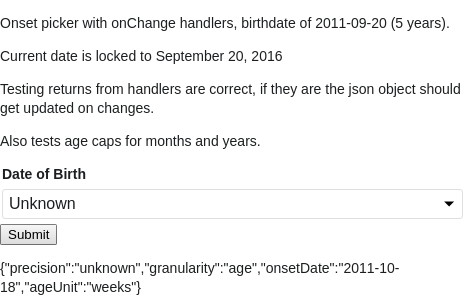 Onset picker with onChange handlers, birthdate of 2011-09-20 (5 years).
Current date is locked to September 20, 2016
Testing returns from handlers are correct, if they are the json object should
get updated on changes.
Also tests age caps for months and years.
Date of Birth
Unknown
Submit
{"precision":"unknown","granularity":"age","onsetDate":"2011-10-
18","ageUnit":"weeks"}